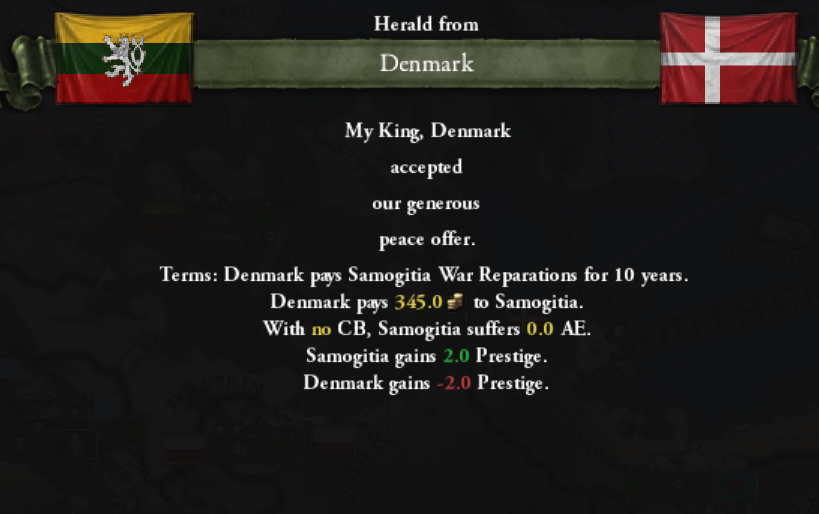 Herald from
Denmark
My King, Denmark
accepted
our generous
peace offer.
Terms: Denmark pays Samogitia War Reparations for 10 years.
Denmark pays 345.0 to Samogitia.
With no CB, Samogitia suffers 0.0 AE.
Samogitia gains 2.0 Prestige.
Denmark gains -2.0 Prestige.